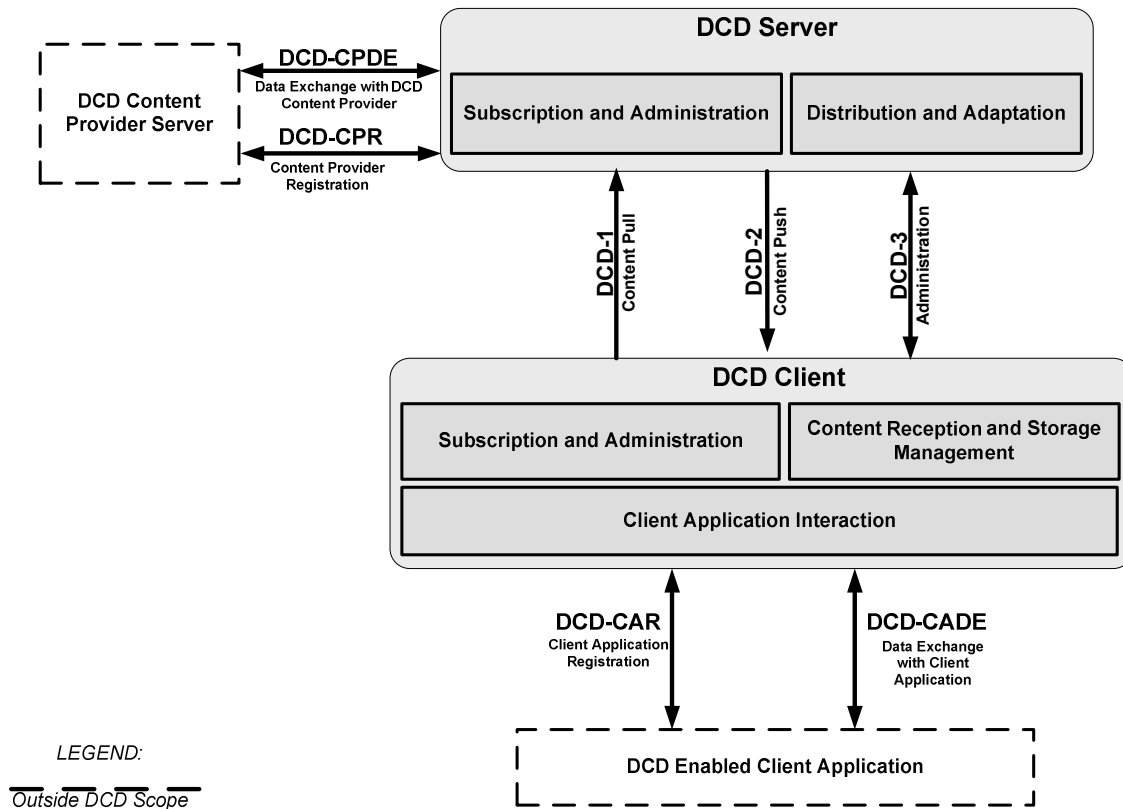 DCD Server
Subscription and Administration
Distribution and Adaptation
DCD Content
Provider Server
DCD-CPDE
Data Exchange with DCD
Content Provider
DCD-CPR
Content Provider
Registration
DCD-1
Content Pull
DCD-2
Content Push
DCD-3
Administration
DCD Client
Subscription and Administration
Content Reception and Storage
Management
Client Application Interaction
DCD-CAR
Client Application
Registration
DCD-CADE
Data Exchange
with Client
Application
DCD Enabled Client Application
LEGEND:
Outside DCD Scope